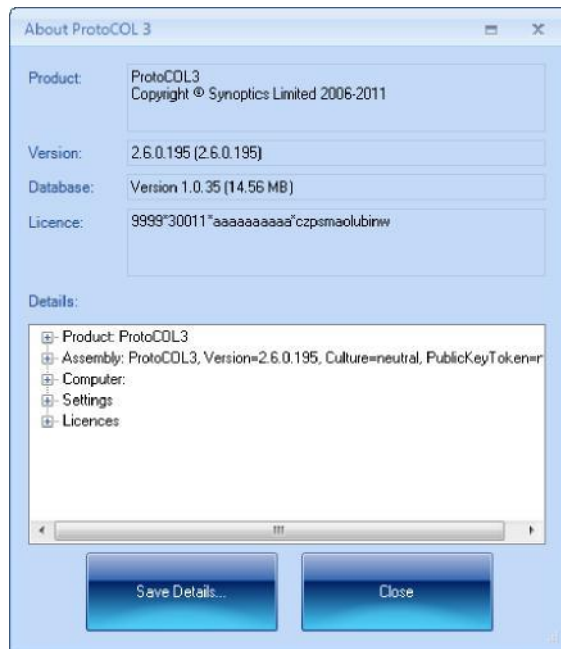 About ProtoCOL 3
Product:
ProtoCOL3
Copyright © Synoptics Limited 2006-2011
Version:
2.6.0.195 (2.6.0.195)
Database:
Version 1.0.35 (14.56 MB)
Licence:
9999*30011*aaaaaaaaaa*czpsmaolubinw
Details:
Product: ProtoCOL3
Assembly: ProtoCOL3, Version=2.6.0.195, Culture=neutral, PublicKeyToken=
Computer:
Settings
Licences
Save Details...
Close